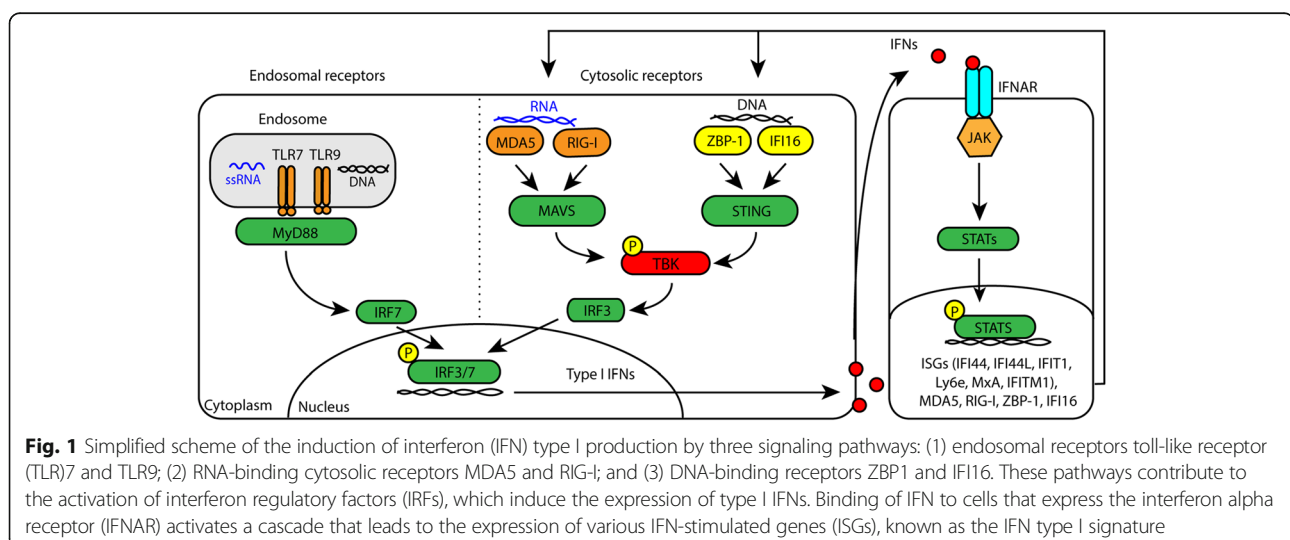 IFNs
Endosomal receptors
Cytosolic receptors
IFNAR
RNA
DNA
Endosome
MDA5
RIG-I
ZBP-1
IFI16
JAK
TLR7
TLR9
ssRNA
DNA
MAVS
STING
MyD88
STATs
P
TBK
IRF7
IRF3
P
STATS
P
IRF3/7
Type I IFNs
ISGs (IFI44, IFI44L, IFIT1,
Ly6e, MxA, IFITM1),
MDA5, RIG-I, ZBP-1, IFI16
Cytoplasm
Nucleus
Fig. 1 Simplified scheme of the induction of interferon (IFN) type I production by three signaling pathways: (1) endosomal receptors toll-like receptor
(TLR)7 and TLR9; (2) RNA-binding cytosolic receptors MDA5 and RIG-I; and (3) DNA-binding receptors ZBP1 and IFI16. These pathways contribute to
the activation of interferon regulatory factors (IRFs), which induce the expression of type I IFNs. Binding of IFN to cells that express the interferon alpha
receptor (IFNAR) activates a cascade that leads to the expression of various IFN-stimulated genes (ISGs), known as the IFN type I signature